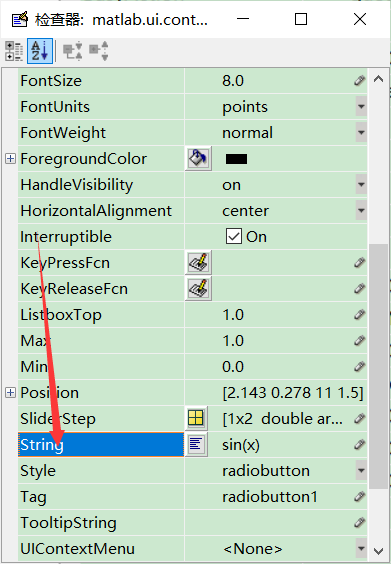 检查器: matlab.ui.cont...
FontSize 8.0
FontUnits points
FontWeight normal
ForegroundColor
HandleVisibility on
HorizontalAlignment center
Interruptible On
KeyPressFcn
KeyReleaseFcn
ListboxTop 1.0
Max 1.0
Min 0.0
Position [2.143 0.278 11 1.5]
SliderStep [1x2 double ar...
String sin(x)
Style radiobutton
Tag radiobutton1
TooltipString
UIContextMenu <None>